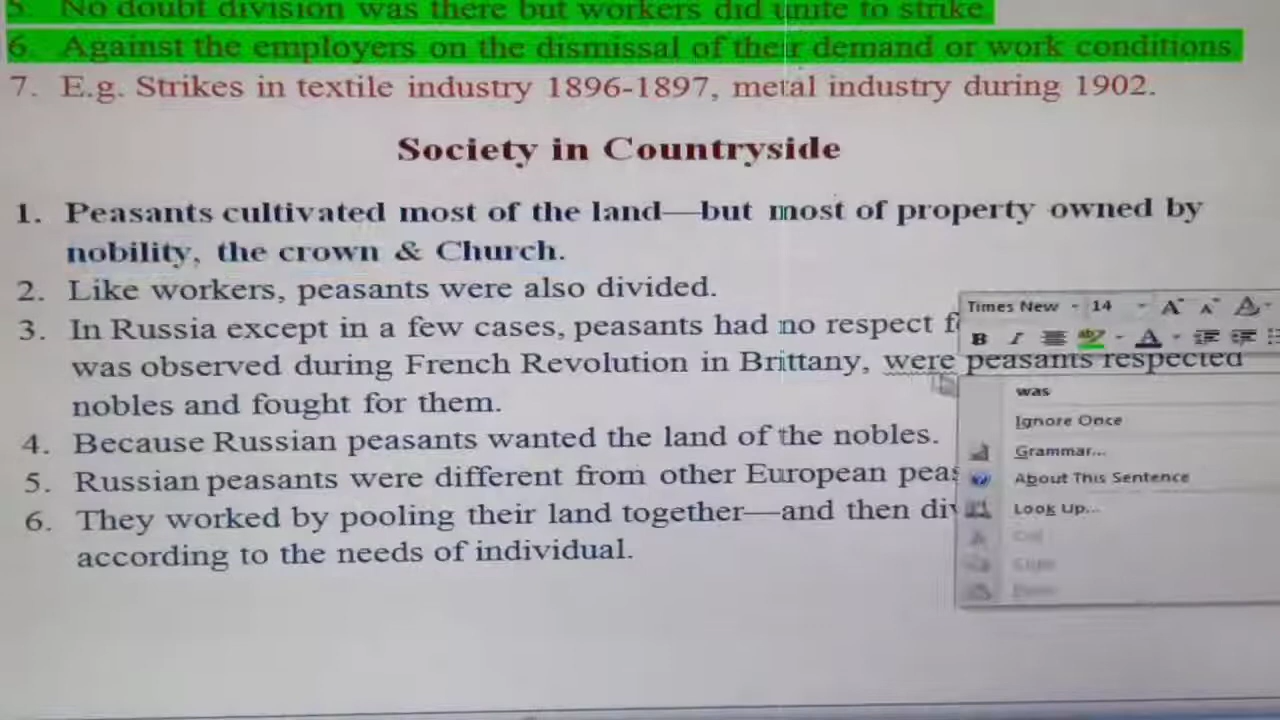 5. No doubt division was there but workers did unite to strike
6. Against the employers on the dismissal of their demand or work conditions
7. E.g. Strikes in textile industry 1896-1897, metal industry during 1902.
Society in Countryside
1. Peasants cultivated most of the land—but most of property owned by
nobility, the crown & Church.
2. Like workers, peasants were also divided.
3. In Russia except in a few cases, peasants had no respect
was observed during French Revolution in Brittany, were peasants respected
nobles and fought for them.
4. Because Russian peasants wanted the land of the nobles.
5. Russian peasants were different from other European
6. They worked by pooling their land together—and then
according to the needs of individual.
Times New 14
B I
was
Ignore Once
Grammar...
About This Sentence
Look Up...
Cut
Copy
Paste